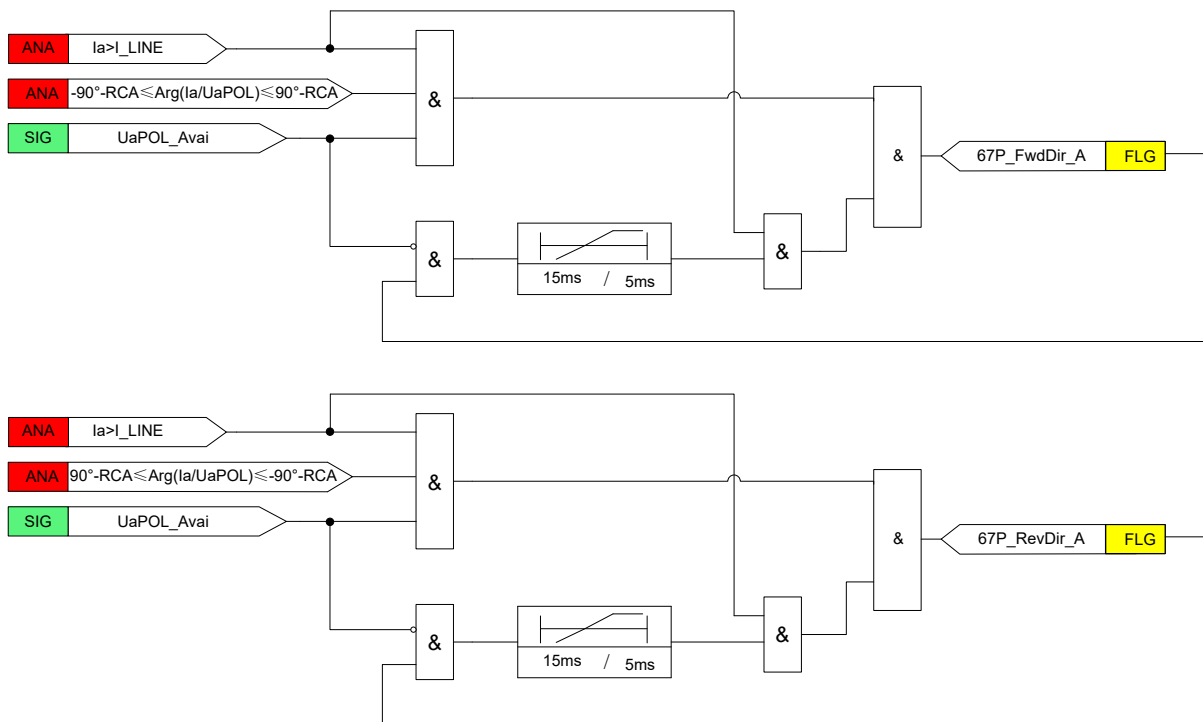 ANA Ia>I_LINE
ANA -90°-RCA≤Arg(Ia/UaPOL)≤90°-RCA
&
SIG UaPOL_Avai
&
67P_FwdDir_A FLG
&
&
15ms / 5ms
ANA Ia>I_LINE
ANA 90°-RCA≤Arg(Ia/UaPOL)≤-90°-RCA
&
SIG UaPOL_Avai
&
67P_RevDir_A FLG
&
&
15ms / 5ms